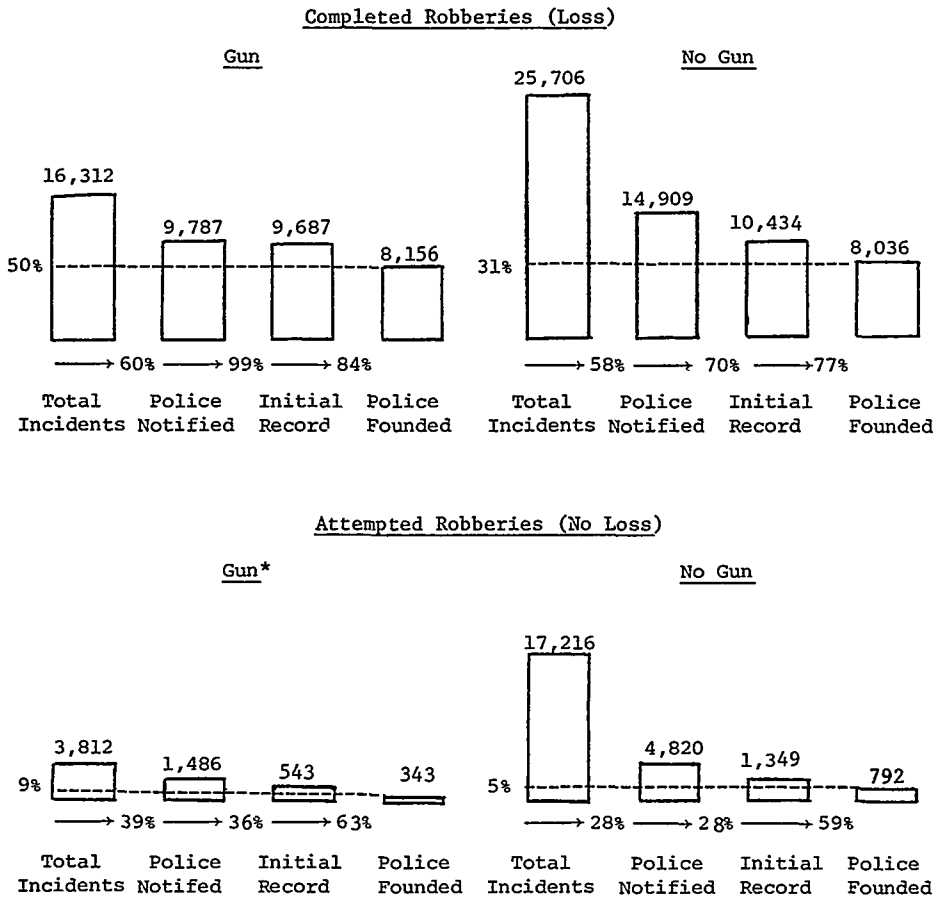 Completed Robberies (Loss)
Gun
No Gun
25,706
16,312
14,909
9,787
9,687
10,434
8,156
8,036
50%
31%
60% 99% 84%
58% 70% 77%
Total Police Initial Police
Incidents Notified Record Founded
Total Police Initial Police
Incidents Notified Record Founded
Attempted Robberies (No Loss)
Gun*
No Gun
17,216
3,812
1,486
543
343
4,820
1,349
792
9%
5%
39% 36% 63%
28% 28% 59%
Total Police Initial Police
Incidents Notifed Record Founded
Total Police Initial Police
Incidents Notified Record Founded